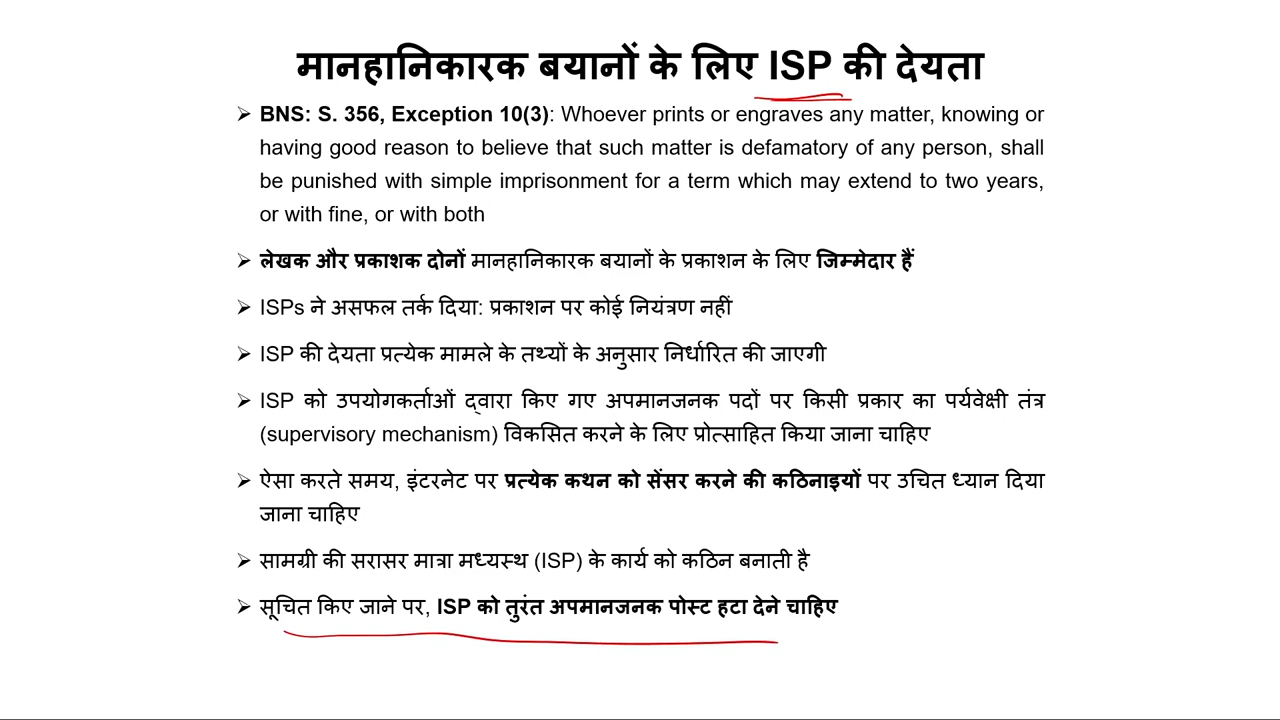 मानहानिकारक बयानों के लिए ISP की देयता
➢ BNS: S. 356, Exception 10(3): Whoever prints or engraves any matter, knowing or
having good reason to believe that such matter is defamatory of any person, shall
be punished with simple imprisonment for a term which may extend to two years,
or with fine, or with both
➢ लेखक और प्रकाशक दोनों मानहानिकारक बयानों के प्रकाशन के लिए जिम्मेदार हैं
➢ ISPs ने असफल तर्क दिया: प्रकाशन पर कोई नियंत्रण नहीं
➢ ISP की देयता प्रत्येक मामले के तथ्यों के अनुसार निर्धारित की जाएगी
➢ ISP को उपयोगकर्ताओं द्वारा किए गए अपमानजनक पदों पर किसी प्रकार का पर्यवेक्षी तंत्र
(supervisory mechanism) विकसित करने के लिए प्रोत्साहित किया जाना चाहिए
➢ ऐसा करते समय, इंटरनेट पर प्रत्येक कथन को सेंसर करने की कठिनाइयों पर उचित ध्यान दिया
जाना चाहिए
➢ सामग्री की सरासर मात्रा मध्यस्थ (ISP) के कार्य को कठिन बनाती है
➢ सूचित किए जाने पर, ISP को तुरंत अपमानजनक पोस्ट हटा देने चाहिए